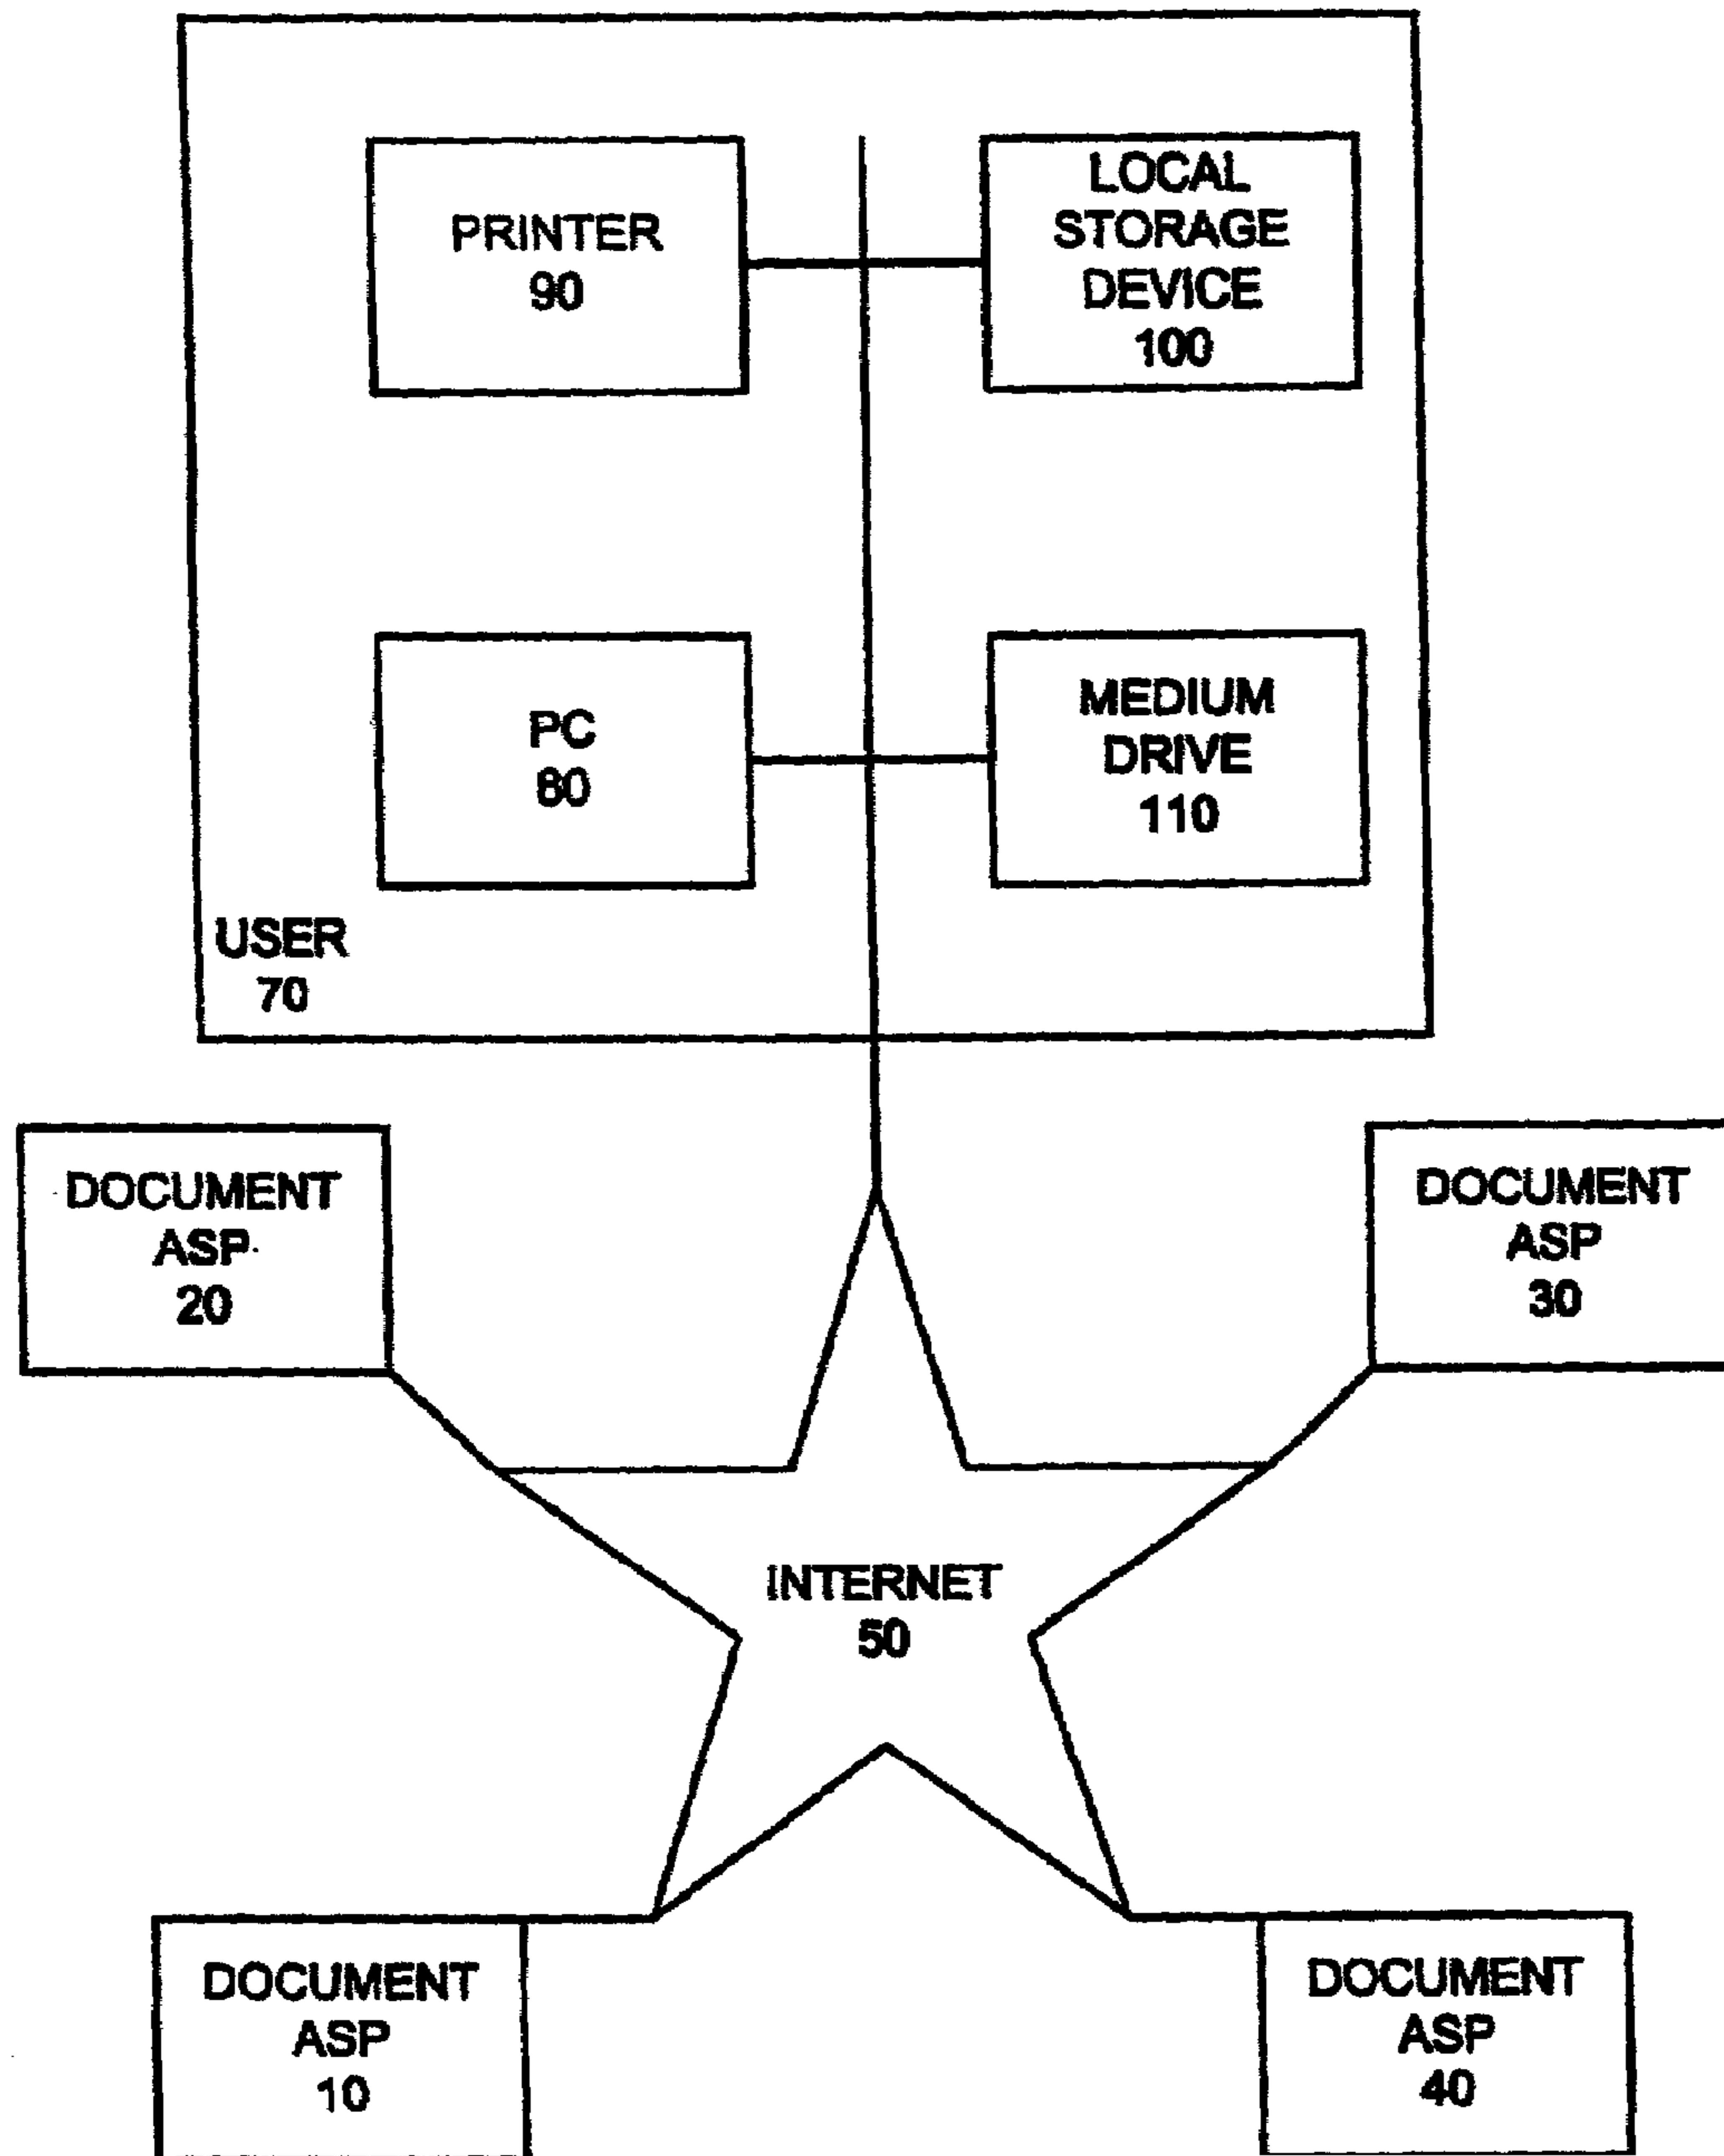 PRINTER
90
LOCAL
STORAGE
DEVICE
100
PC
80
MEDIUM
DRIVE
110
USER
70
DOCUMENT
ASP
20
DOCUMENT
ASP
30
INTERNET
50
DOCUMENT
ASP
10
DOCUMENT
ASP
40